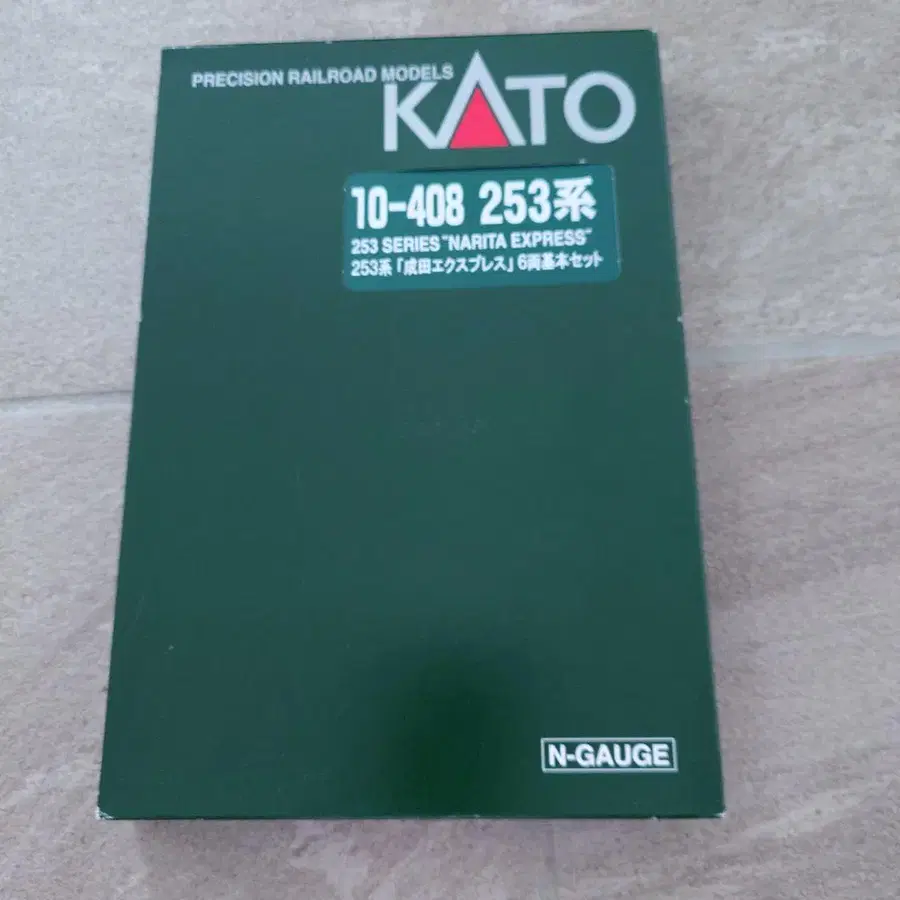 PRECISION RAILROAD MODELS
KATO
10-408 253系
253 SERIES "NARITA EXPRESS"
253系「成田エクスプレス」6両基本セット
N-GAUGE